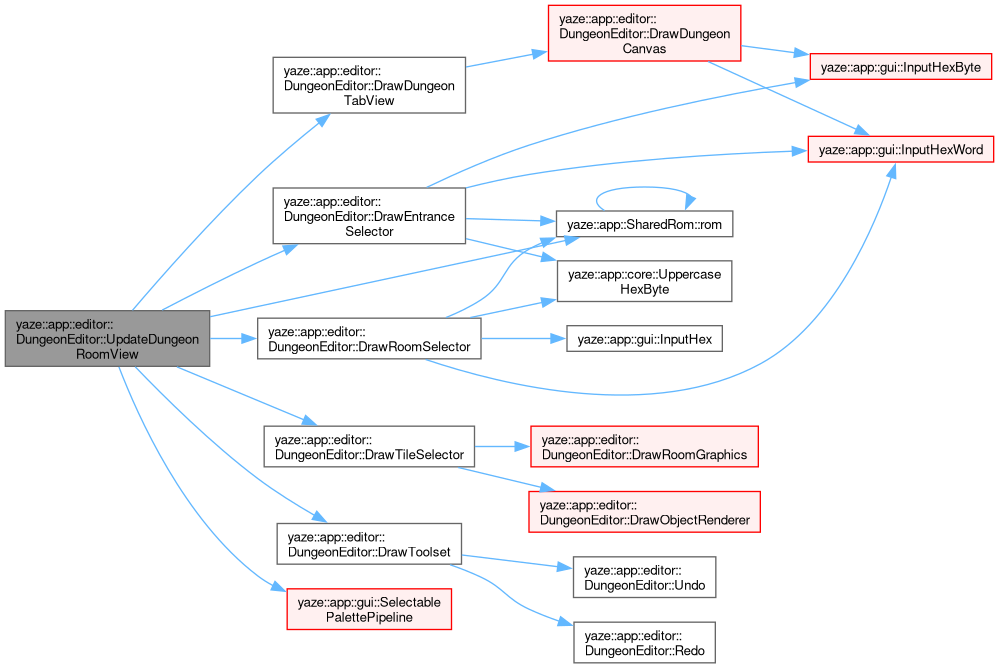 yaze::app::editor::
DungeonEditor::UpdateDungeon
RoomView
yaze::app::editor::
DungeonEditor::DrawDungeon
TabView
yaze::app::editor::
DungeonEditor::DrawDungeon
Canvas
yaze::app::gui::InputHexByte
yaze::app::gui::InputHexWord
yaze::app::editor::
DungeonEditor::DrawEntrance
Selector
yaze::app::SharedRom::rom
yaze::app::core::Uppercase
HexByte
yaze::app::editor::
DungeonEditor::DrawRoomSelector
yaze::app::gui::InputHex
yaze::app::editor::
DungeonEditor::DrawTileSelector
yaze::app::editor::
DungeonEditor::DrawRoomGraphics
yaze::app::editor::
DungeonEditor::DrawObjectRenderer
yaze::app::editor::
DungeonEditor::DrawToolset
yaze::app::editor::
DungeonEditor::Undo
yaze::app::editor::
DungeonEditor::Redo
yaze::app::gui::Selectable
PalettePipeline